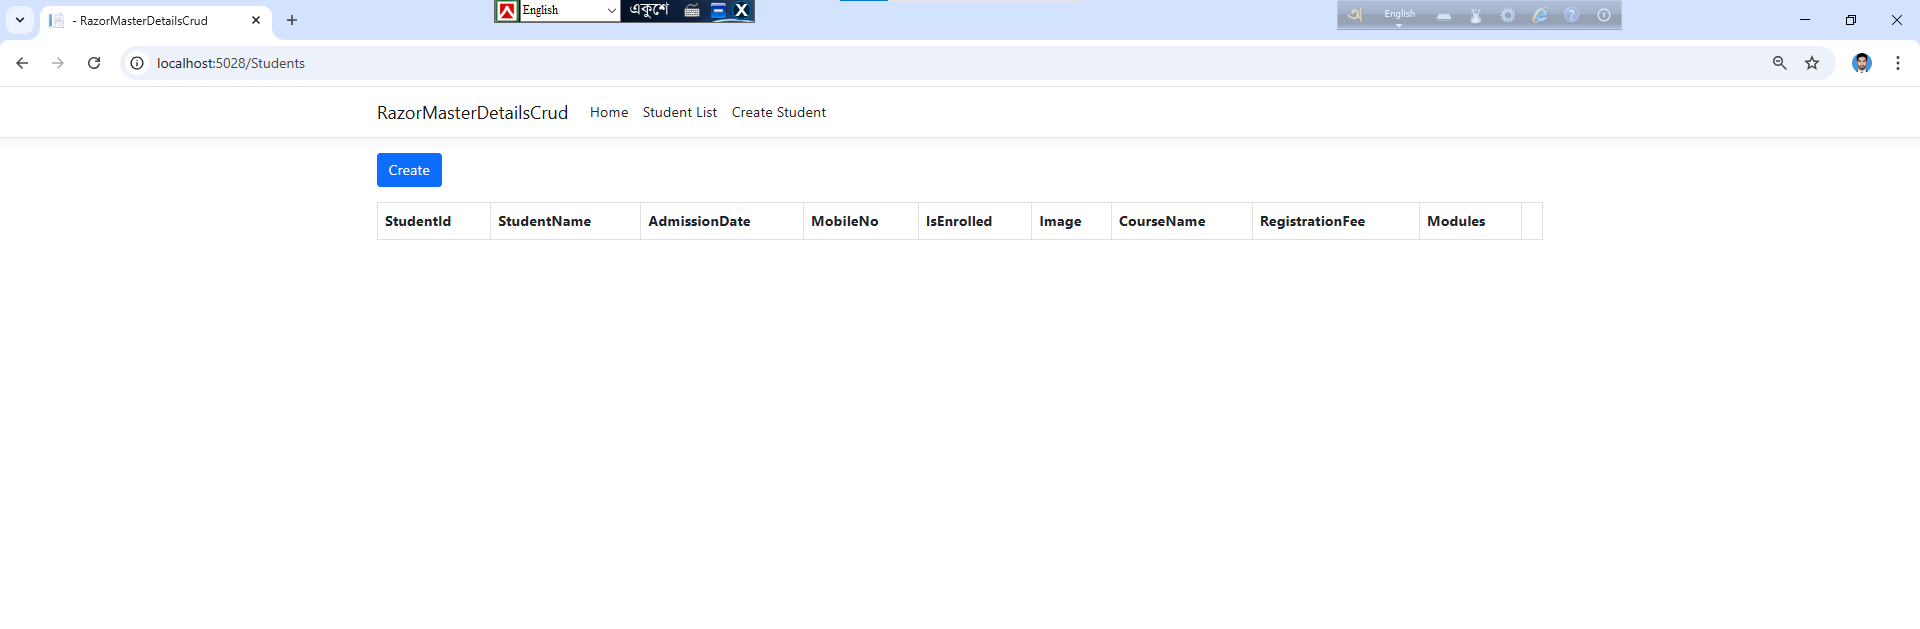 - RazorMasterDetailsCrud
English
একুশে
English
localhost:5028/Students
RazorMasterDetailsCrud Home Student List Create Student
Create
StudentId StudentName AdmissionDate MobileNo IsEnrolled Image CourseName RegistrationFee Modules